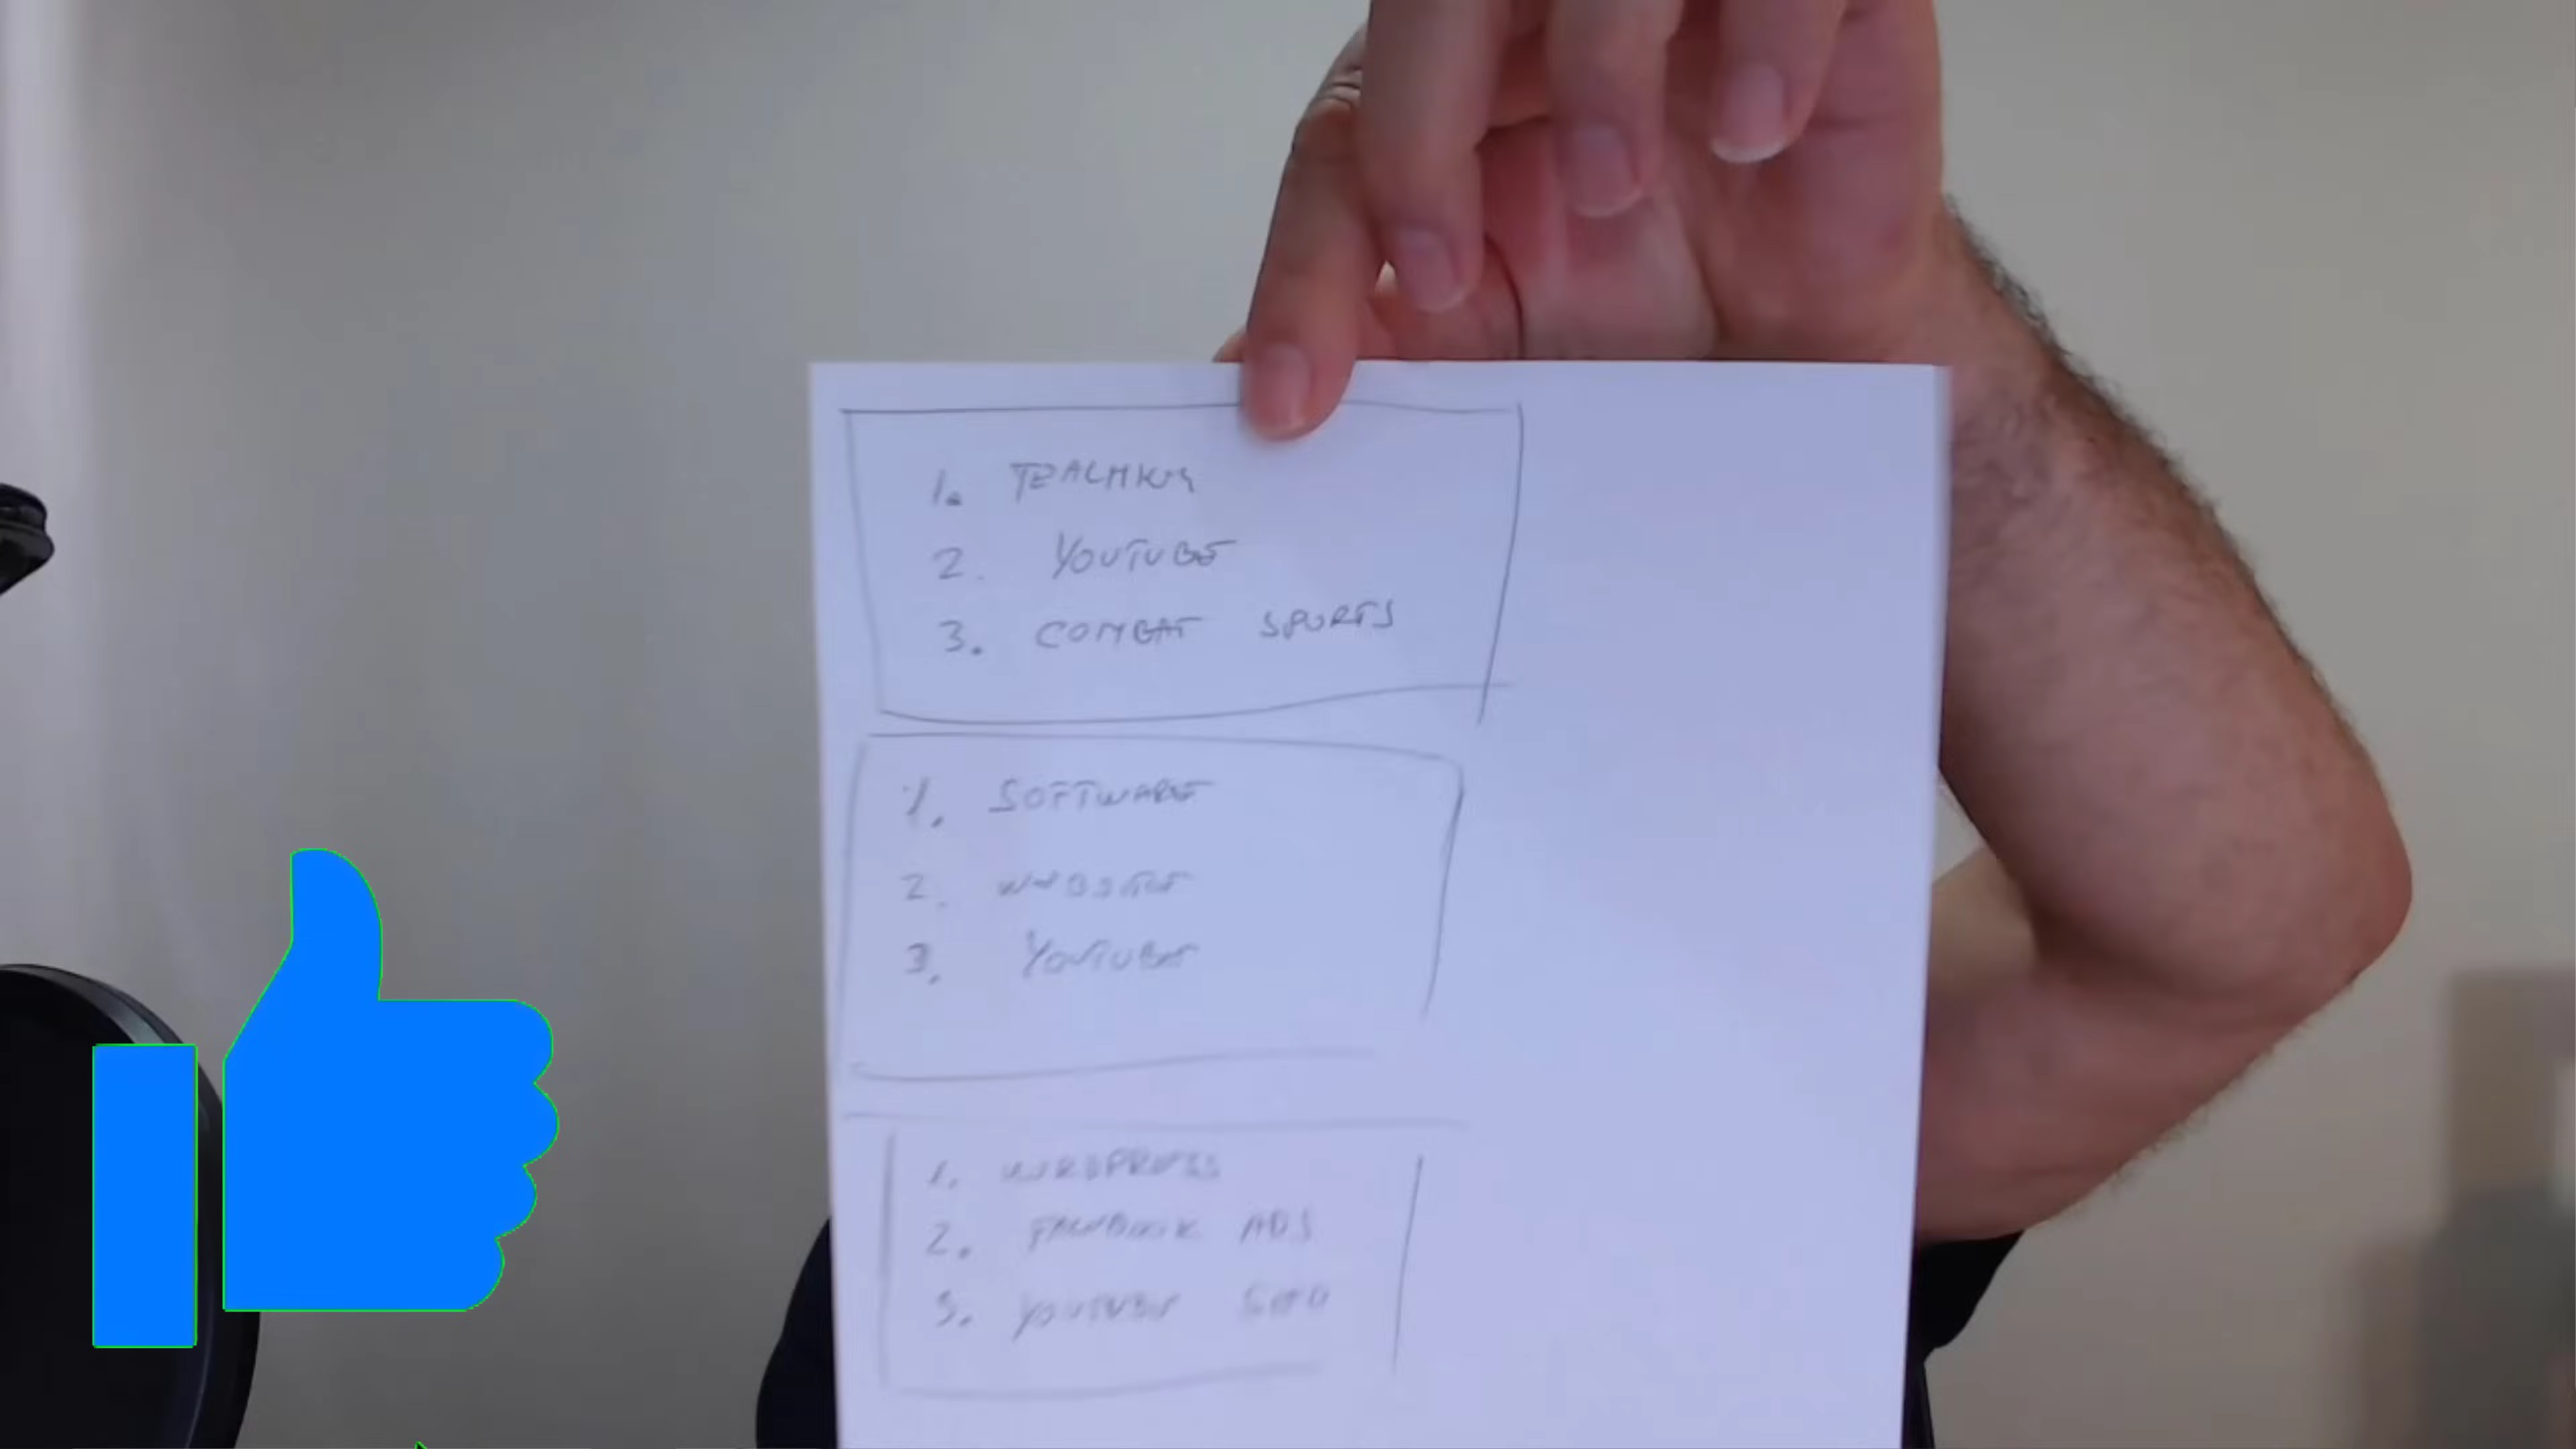 1. TEACHING
2. YOUTUBE
3. COMBAT SPORTS
1. SOFTWARE
2. WEBSITE
3. YOUTUBE
1. WORDPRESS
2. FACEBOOK ADS
3. YOUTUBE